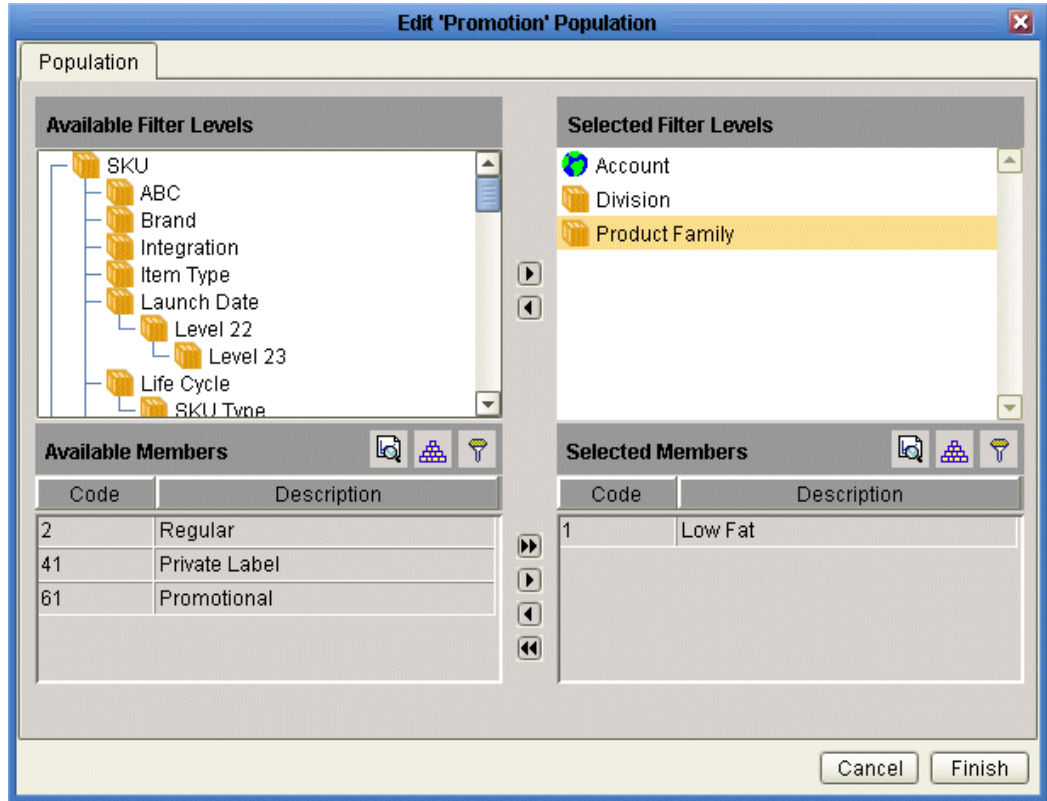 Edit 'Promotion' Population
Population
Available Filter Levels
SKU
ABC
Brand
Integration
Item Type
Launch Date
Level 22
Level 23
Life Cycle
SKU Type
Selected Filter Levels
Account
Division
Product Family
Available Members
Code Description
2 Regular
41 Private Label
61 Promotional
Selected Members
Code Description
1 Low Fat
Cancel Finish